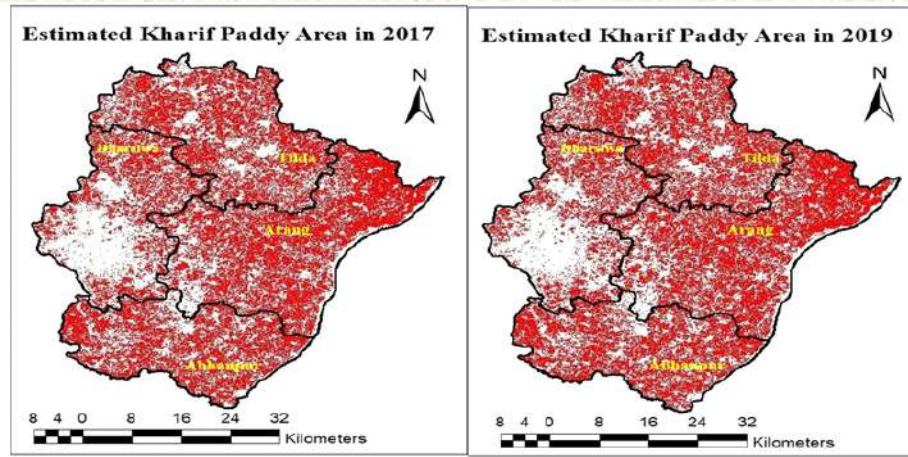 Estimated Kharif Paddy Area in 2017
N
Dharsiwa
Tilda
Arang
Abhanpur
8 4 0 8 16 24 32
Kilometers
Estimated Kharif Paddy Area in 2019
N
Dharsiwa
Tilda
Arang
Abhanpur
8 4 0 8 16 24 32
Kilometers